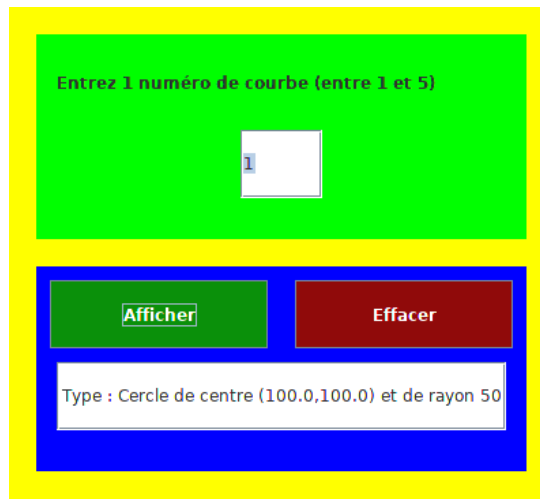 Entrez 1 numéro de courbe (entre 1 et 5)
1
Afficher Effacer
Type : Cercle de centre (100.0,100.0) et de rayon 50